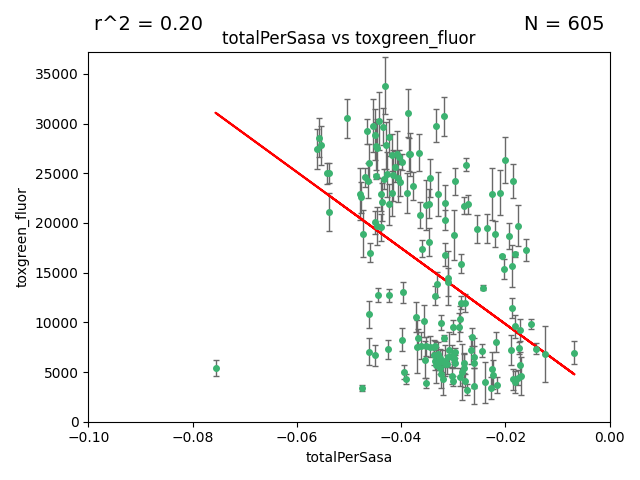 r^2 = 0.20
N = 605
totalPerSasa vs toxgreen_fluor
35000
30000
25000
20000
15000
10000
5000
0
toxgreen_fluor
−0.10
−0.08
−0.06
−0.04
−0.02
0.00
totalPerSasa